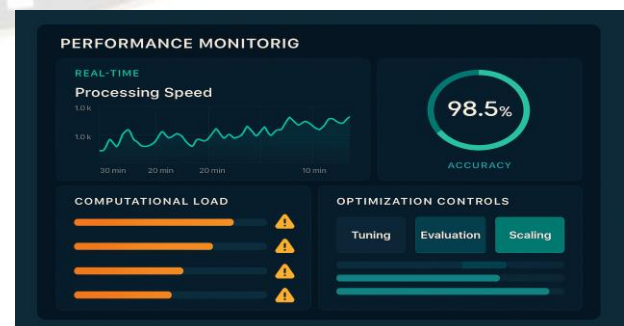 PERFORMANCE MONITORIG
REAL-TIME
Processing Speed
1.0 k
1.0 k
30 min 20 min 20 min 10 min
98.5%
ACCURACY
COMPUTATIONAL LOAD
OPTIMIZATION CONTROLS
Tuning Evaluation Scaling